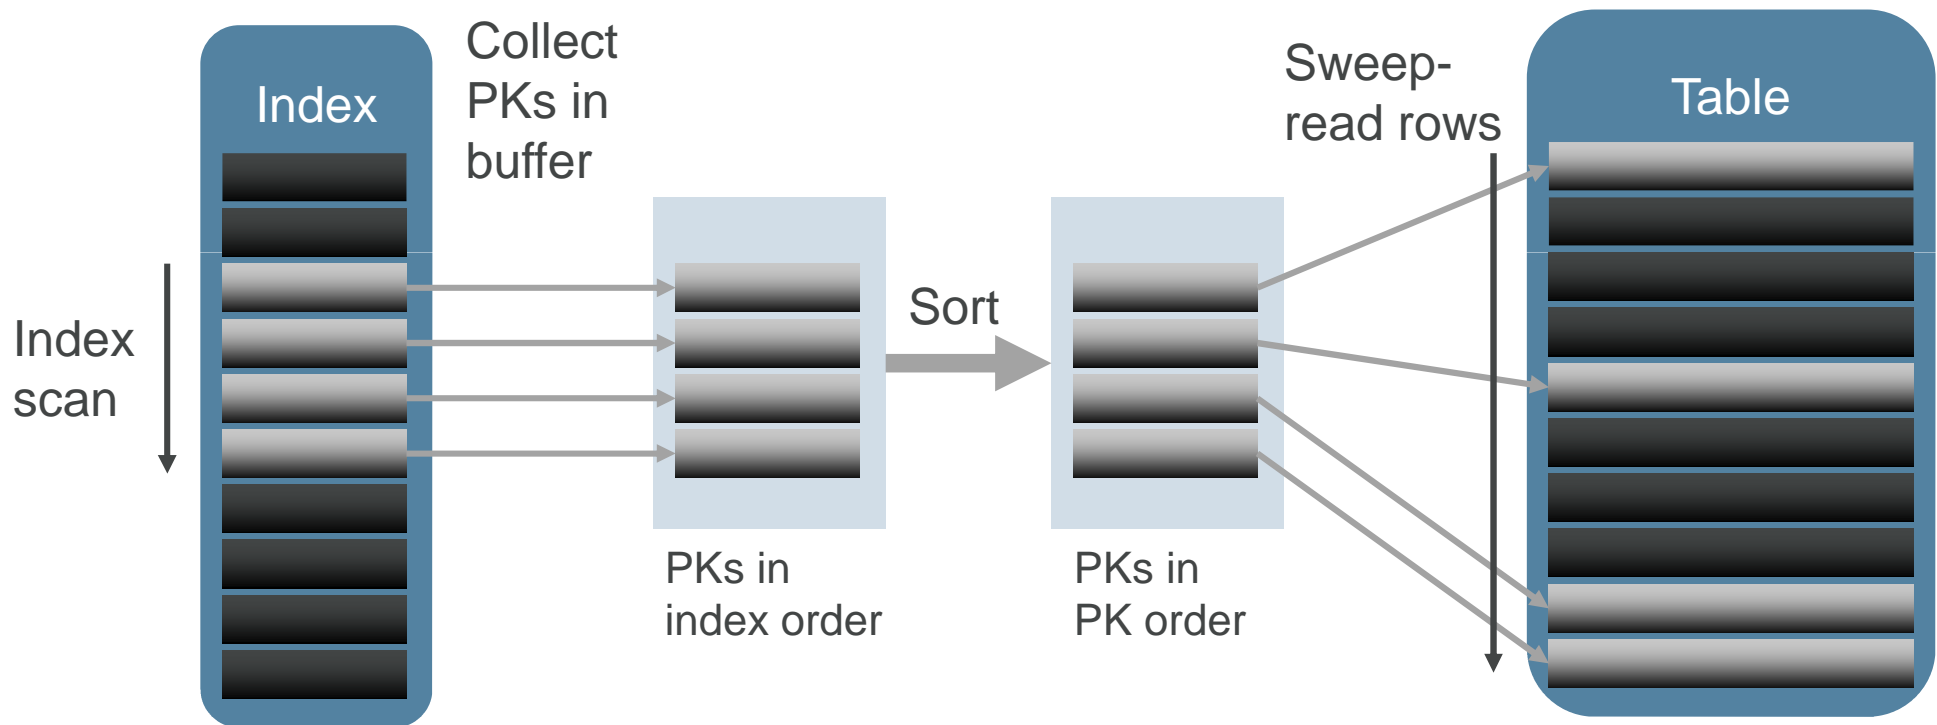 Index
Collect
PKs in
buffer
Sweep-
read rows
Table
Index
scan
Sort
PKs in
index order
PKs in
PK order